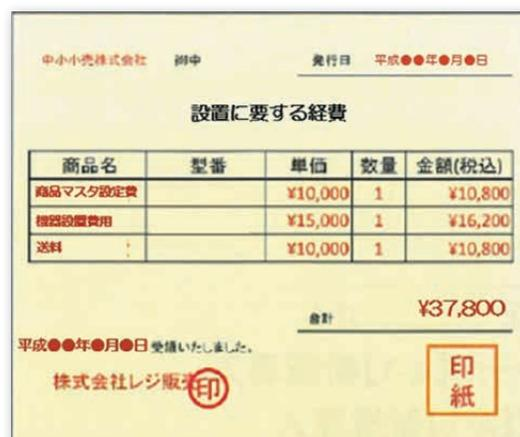 中小小売株式会社 御中
発行日 平成●●年●月●日
設置に要する経費
商品名 型番 単価 数量 金額(税込)
商品マスタ設定費 ¥10,000 1 ¥10,800
機器設置費用 ¥15,000 1 ¥16,200
送料 ¥10,000 1 ¥10,800
合計 ¥37,800
平成●●年●月●日 受領いたしました。
株式会社レジ販売 印
印紙